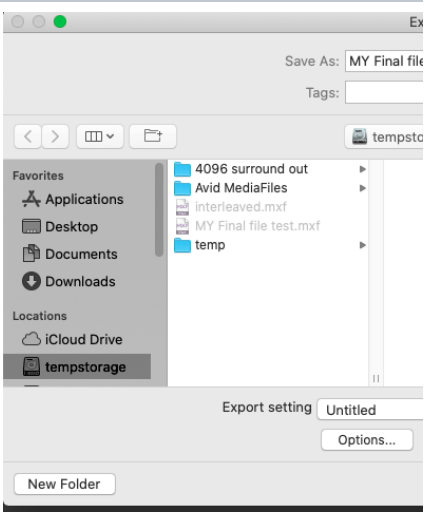 Ex
Save As: MY Final file
Tags:
tempsto
Favorites
Applications
Desktop
Documents
Downloads
Locations
iCloud Drive
tempstorage
4096 surround out
Avid MediaFiles
interleaved.mxf
MY Final file test.mxf
temp
Export setting Untitled
Options...
New Folder